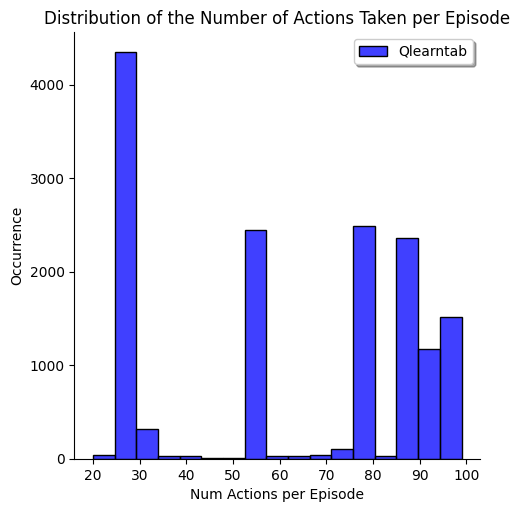 Distribution of the Number of Actions Taken per Episode
Qlearntab
4000
3000
2000
1000
0
Occurrence
20 30 40 50 60 70 80 90 100
Num Actions per Episode